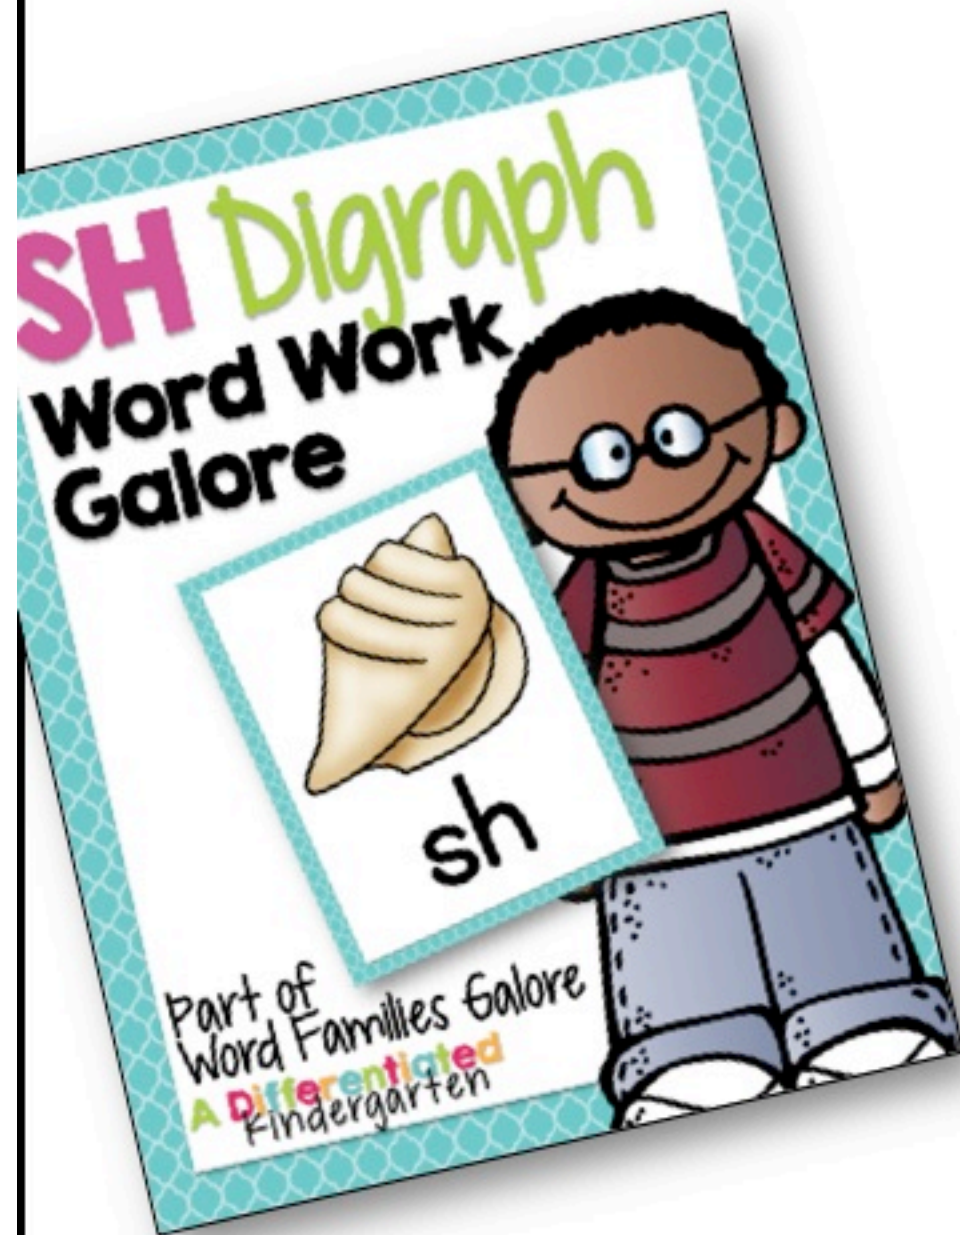 SH Digraph
Word Work
Galore
sh
Part of
Word Families Galore
A Differentiated
Kindergarten